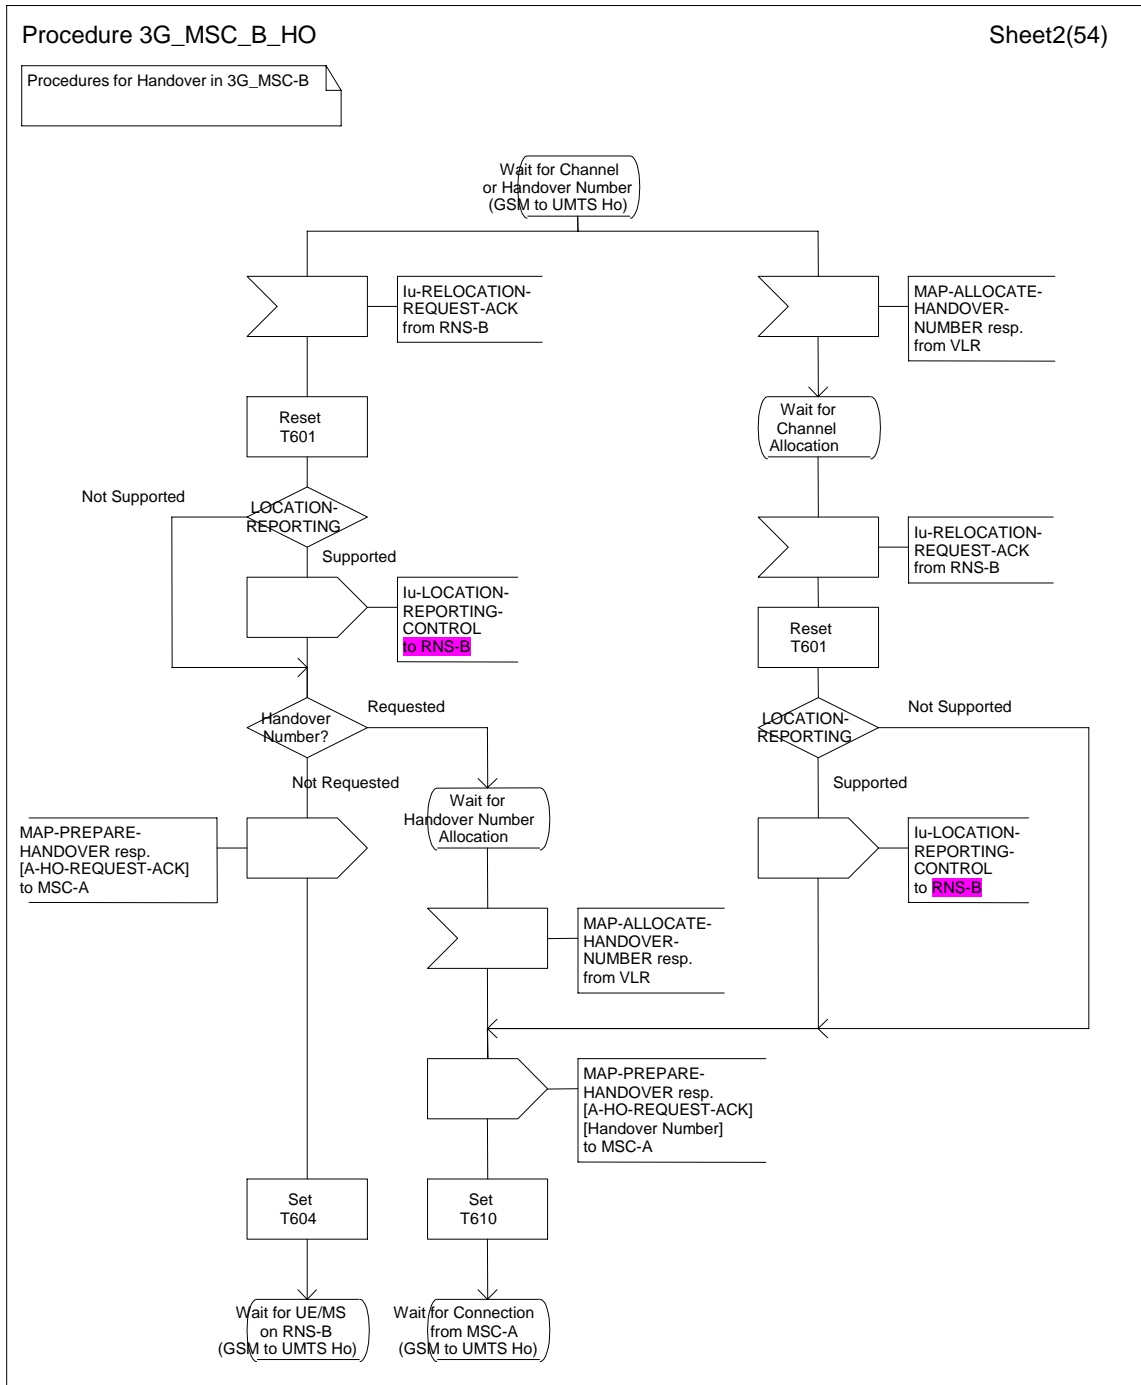 Procedure 3G_MSC_B_HO
Sheet2(54)
Procedures for Handover in 3G_MSC-B
Wait for Channel
or Handover Number
(GSM to UMTS Ho)
Iu-RELOCATION-
REQUEST-ACK
from RNS-B
MAP-ALLOCATE-
HANDOVER-
NUMBER resp.
from VLR
Reset
T601
Wait for
Channel
Allocation
Not Supported
LOCATION-
REPORTING
Supported
Iu-RELOCATION-
REQUEST-ACK
from RNS-B
Iu-LOCATION-
REPORTING-
CONTROL
to RNS-B
Reset
T601
Handover
Number?
Requested
Not Requested
LOCATION-
REPORTING
Not Supported
Supported
Wait for
Handover Number
Allocation
MAP-PREPARE-
HANDOVER resp.
[A-HO-REQUEST-ACK]
to MSC-A
Iu-LOCATION-
REPORTING-
CONTROL
to RNS-B
MAP-ALLOCATE-
HANDOVER-
NUMBER resp.
from VLR
MAP-PREPARE-
HANDOVER resp.
[A-HO-REQUEST-ACK]
[Handover Number]
to MSC-A
Set
T604
Set
T610
Wait for UE/MS
on RNS-B
(GSM to UMTS Ho)
Wait for Connection
from MSC-A
(GSM to UMTS Ho)